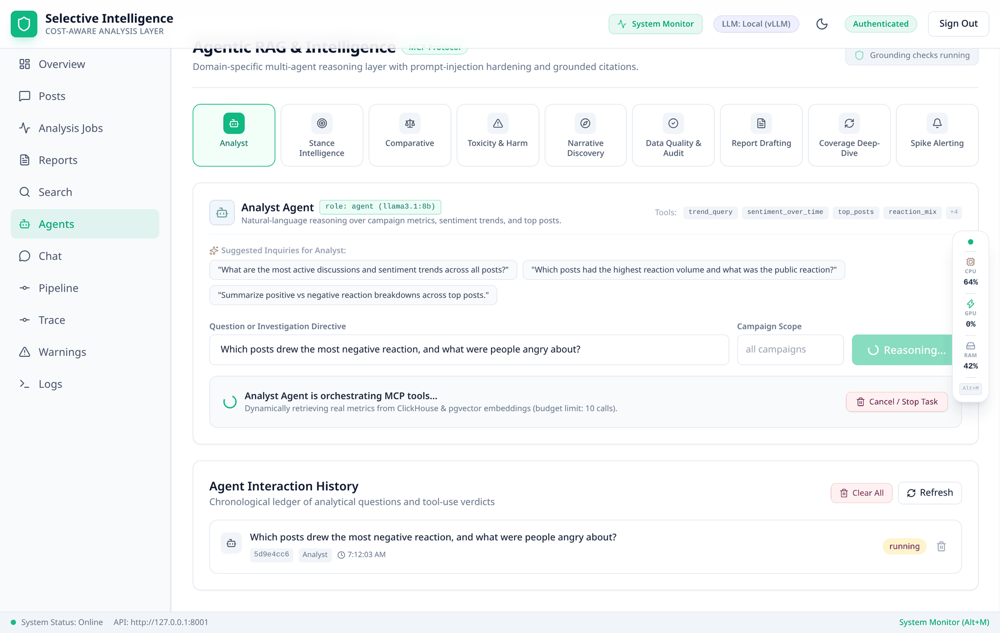 Selective Intelligence
COST-AWARE ANALYSIS LAYER
System Monitor
LLM: Local (vLLM)
Authenticated
Sign Out
Overview
Posts
Analysis Jobs
Reports
Search
Agents
Chat
Pipeline
Trace
Warnings
Logs
Agentic RAG & Intelligence
MCP Protocol
Domain-specific multi-agent reasoning layer with prompt-injection hardening and grounded citations.
Grounding checks running
Analyst
Stance
Intelligence
Comparative
Toxicity & Harm
Narrative
Discovery
Data Quality &
Audit
Report Drafting
Coverage Deep-
Dive
Spike Alerting
Analyst Agent
role: agent (llama3.1:8b)
Natural-language reasoning over campaign metrics, sentiment trends, and top posts.
Tools:
trend_query
sentiment_over_time
top_posts
reaction_mix
+4
Suggested Inquiries for Analyst:
"What are the most active discussions and sentiment trends across all posts?"
"Which posts had the highest reaction volume and what was the public reaction?"
"Summarize positive vs negative reaction breakdowns across top posts."
Question or Investigation Directive
Which posts drew the most negative reaction, and what were people angry about?
Campaign Scope
all campaigns
Reasoning...
Analyst Agent is orchestrating MCP tools...
Dynamically retrieving real metrics from ClickHouse & pgvector embeddings (budget limit: 10 calls).
Cancel / Stop Task
CPU
64%
GPU
0%
RAM
42%
Alt+M
Agent Interaction History
Chronological ledger of analytical questions and tool-use verdicts
Clear All
Refresh
Which posts drew the most negative reaction, and what were people angry about?
5d9e4cc6
Analyst
7:12:03 AM
running
System Status: Online
API: http://127.0.0.1:8001
System Monitor (Alt+M)